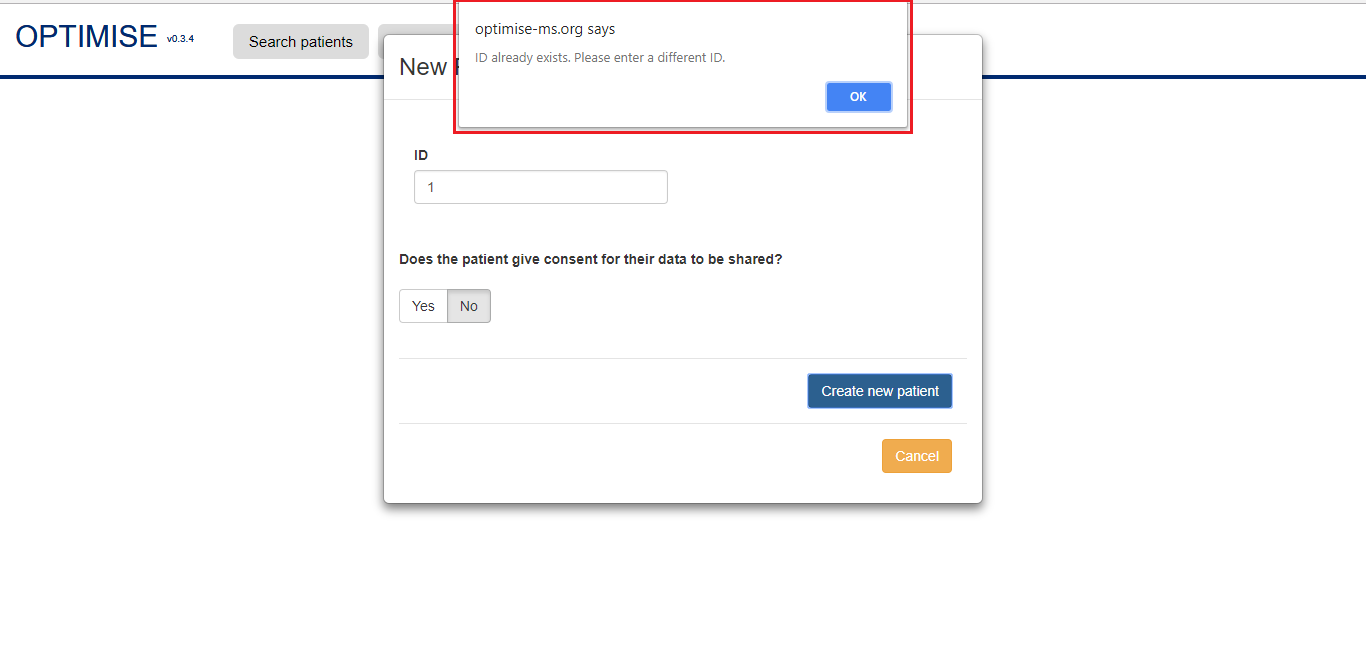 OPTIMISE v0.3.4
Search patients
optimise-ms.org says
ID already exists. Please enter a different ID.
OK
New
ID
1
Does the patient give consent for their data to be shared?
Yes No
Create new patient
Cancel